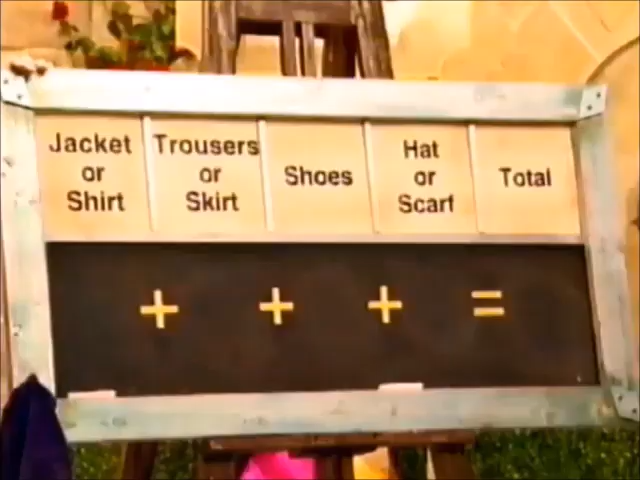 Jacket
or
Shirt
Trousers
or
Skirt
Shoes
Hat
or
Scarf
Total
+ + + =